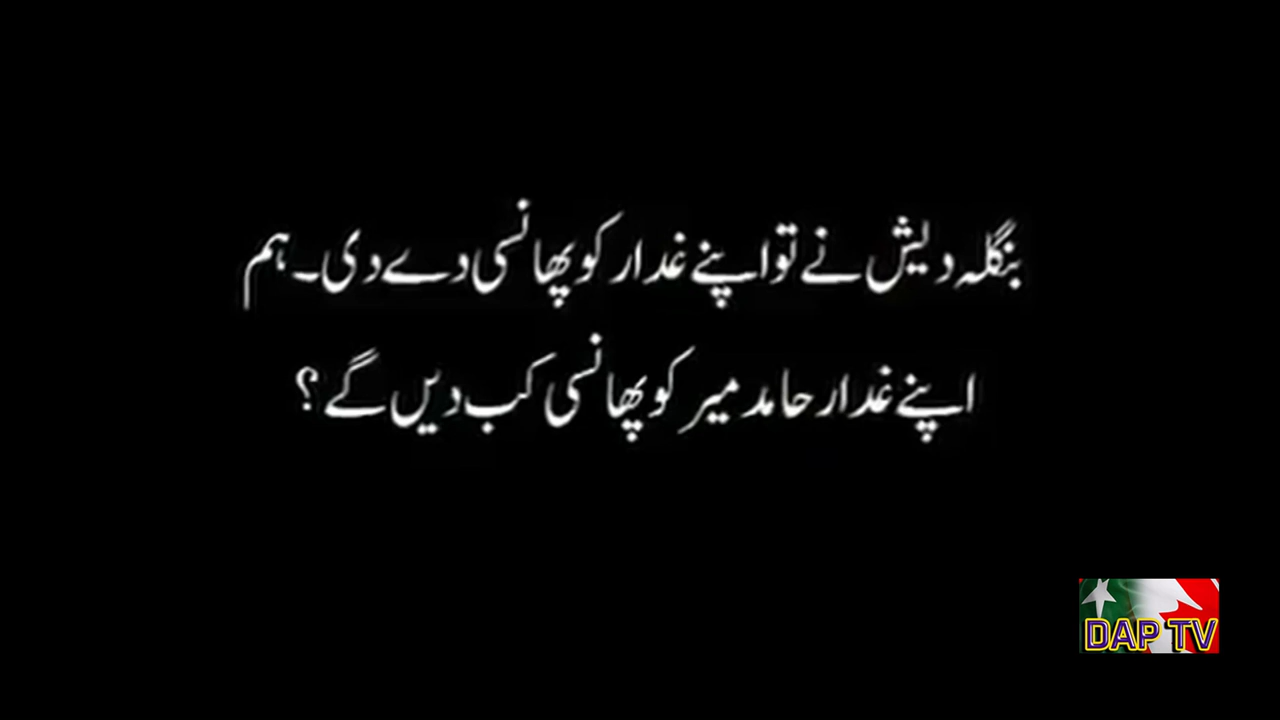 بنگلہ دیش نے تو اپنے غدار کو پھانسی دے دی۔ ہم
اپنے غدار حامد میر کو پھانسی کب دیں گے؟
DAP TV